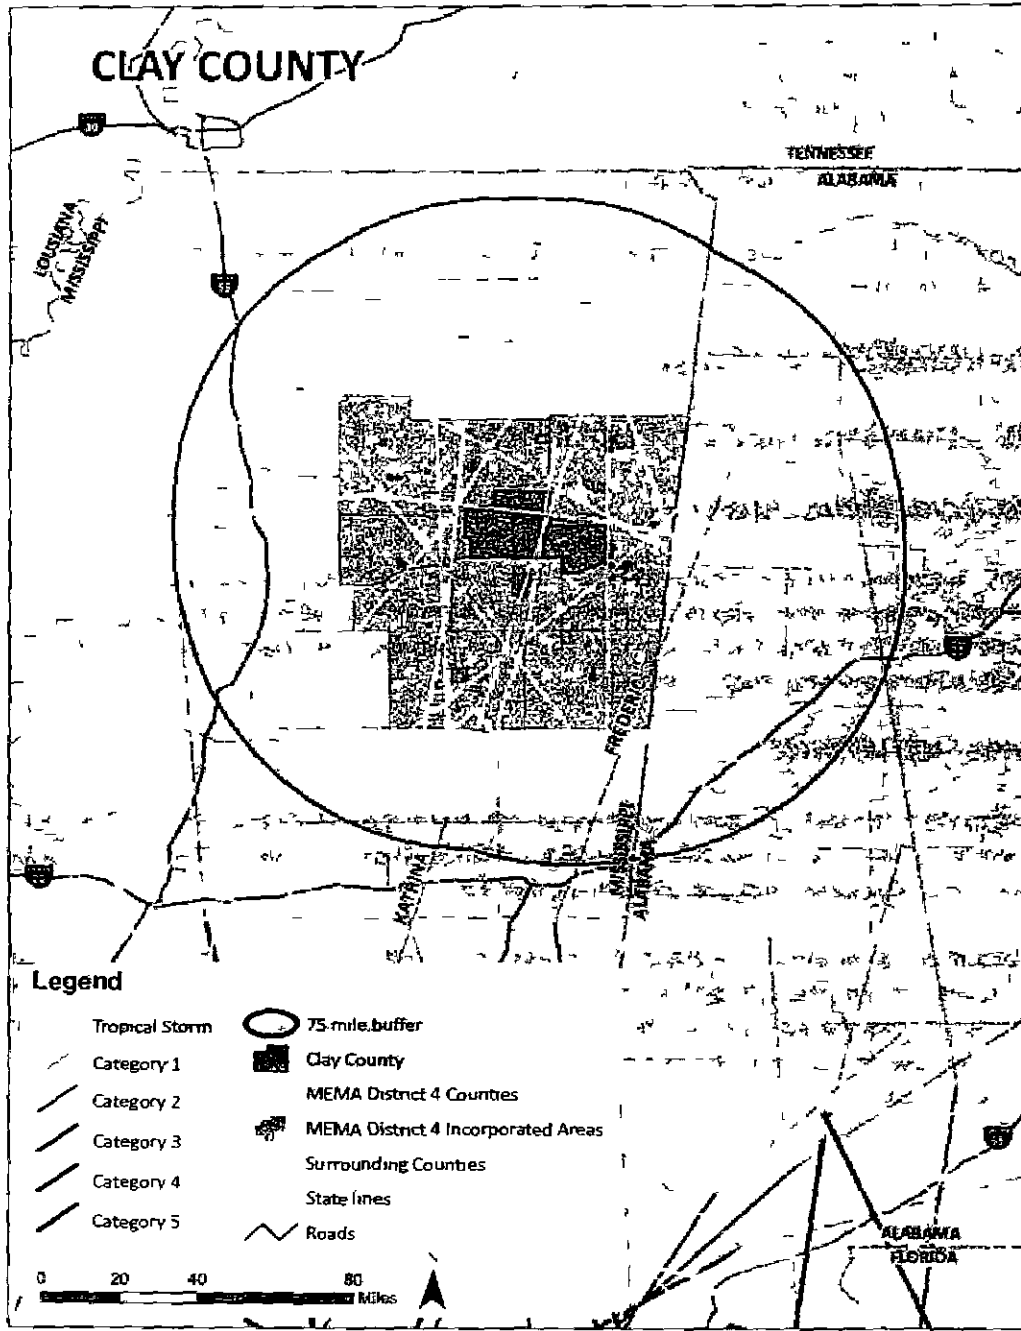 CLAY COUNTY
TENNESSEE
ALABAMA
LOUISIANA
MISSISSIPPI
FREDERIC
MISSISSIPPI
ALABAMA
KATRINA
Legend
Tropical Storm
Category 1
Category 2
Category 3
Category 4
Category 5
75 mile buffer
Clay County
MEMA District 4 Counties
MEMA District 4 Incorporated Areas
Surrounding Counties
State lines
Roads
ALABAMA
FLORIDA
0 20 40 80
Miles